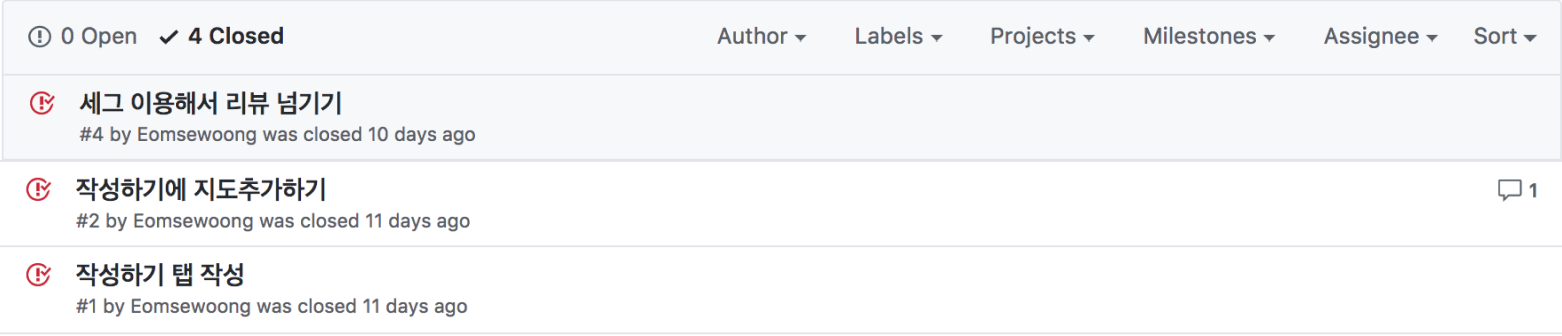 0 Open 4 Closed Author Labels Projects Milestones Assignee Sort
세그 이용해서 리뷰 넘기기
#4 by Eomsewoong was closed 10 days ago
작성하기에 지도추가하기 1
#2 by Eomsewoong was closed 11 days ago
작성하기 탭 작성
#1 by Eomsewoong was closed 11 days ago